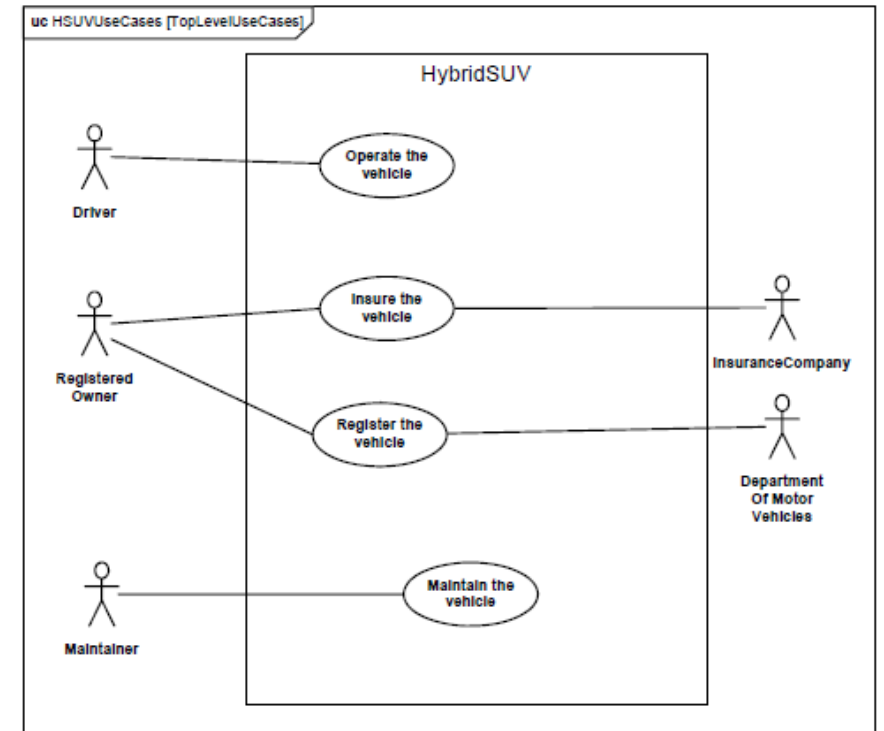 uc HSUVUseCases [TopLevelUseCases]
HybridSUV
Operate the
vehicle
Driver
Insure the
vehicle
InsuranceCompany
Registered
Owner
Register the
vehicle
Department
Of Motor
Vehicles
Maintain the
vehicle
Maintainer